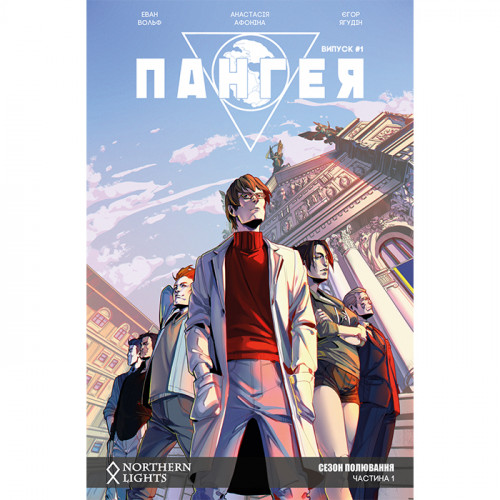 ЕВАН
ВОЛЬФ
АНАСТАСІЯ
АФОНІНА
ЄГОР
ЯГУДІН
ВИПУСК #1
ПАНГЕЯ
NORTHERN
LIGHTS
СЕЗОН ПОЛЮВАННЯ
ЧАСТИНА 1